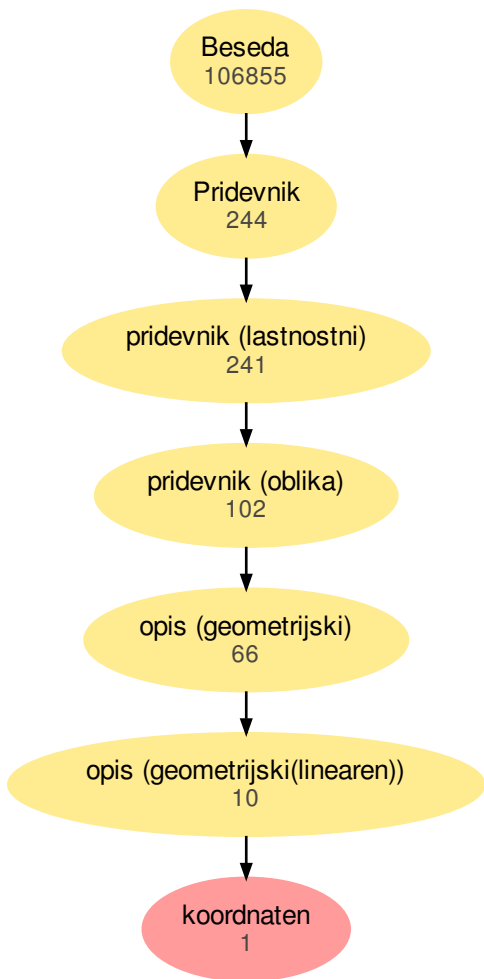 Beseda
106855
Pridevnik
244
pridevnik (lastnostni)
241
pridevnik (oblika)
102
opis (geometrijski)
66
opis (geometrijski(linearen))
10
koordnaten
1